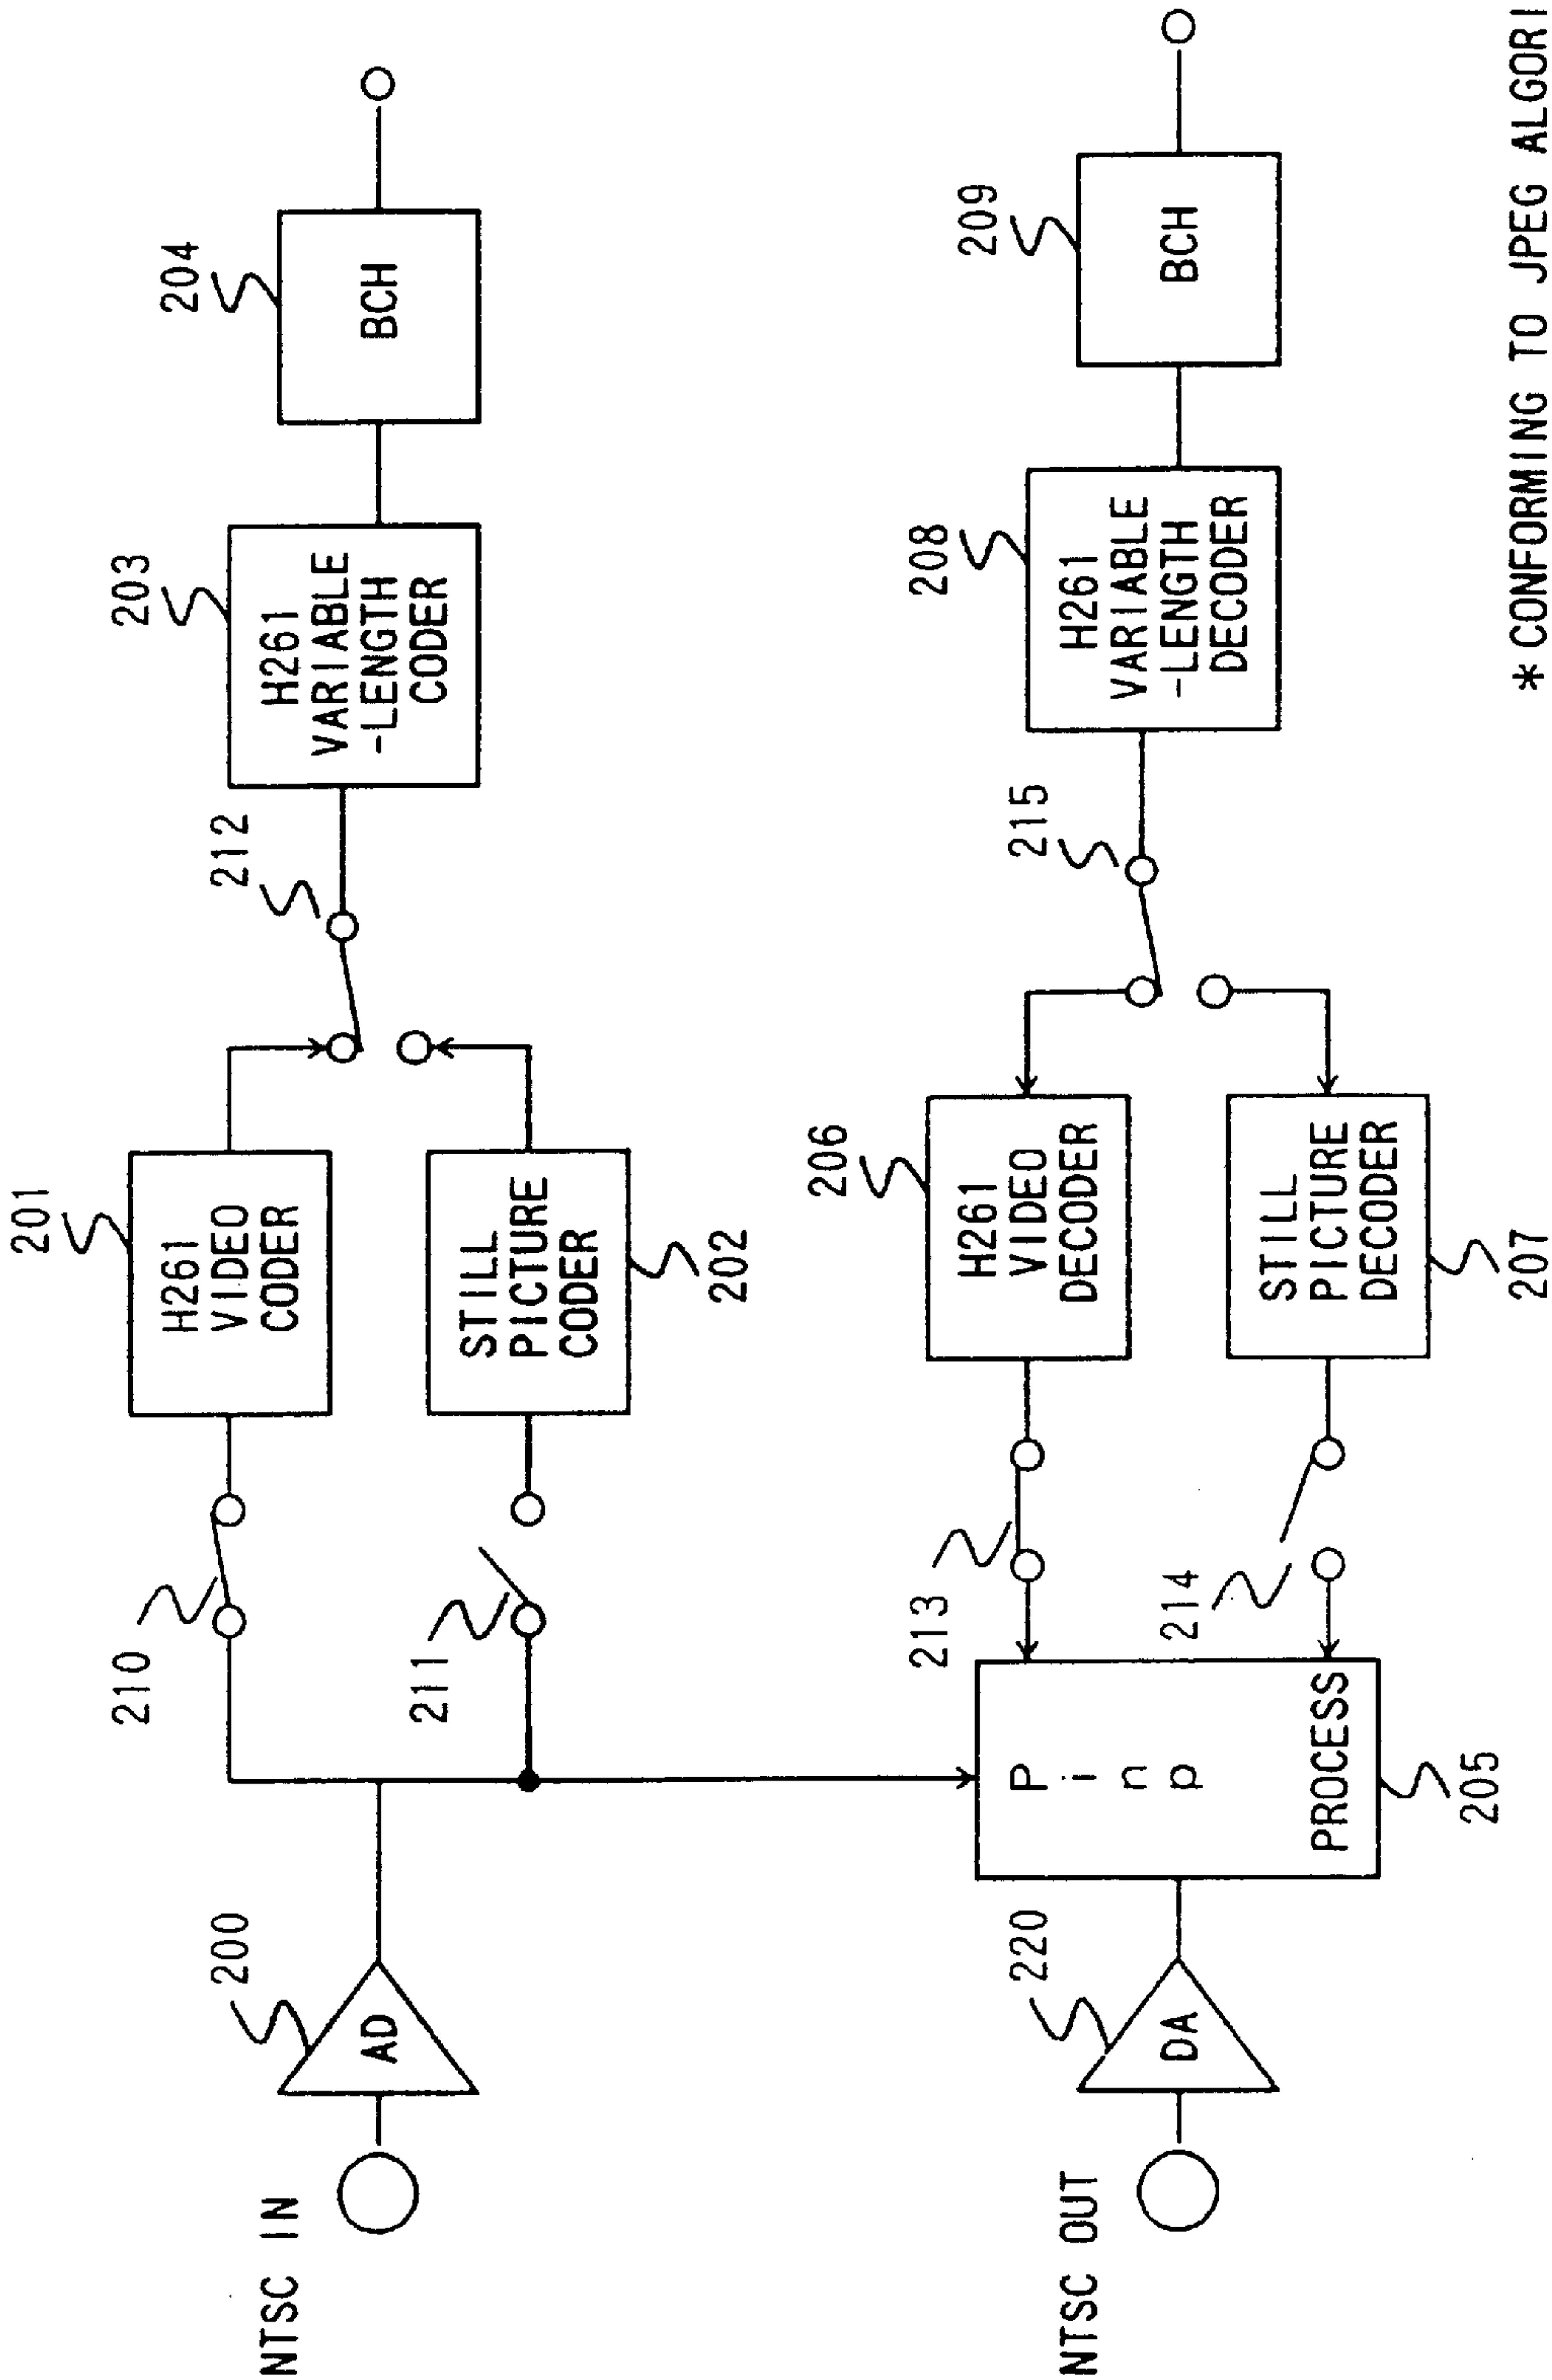 NTSC IN
AD
200
210
211
H261
VIDEO
CODER
201
STILL
PICTURE
CODER
202
212
H261
VARIABLE
-LENGTH
CODER
203
BCH
204
NTSC OUT
DA
220
P
i
n
p
PROCESS
205
213
214
H261
VIDEO
DECODER
206
STILL
PICTURE
DECODER
207
215
H261
VARIABLE
-LENGTH
DECODER
208
BCH
209
*CONFORMING TO JPEG ALGORI